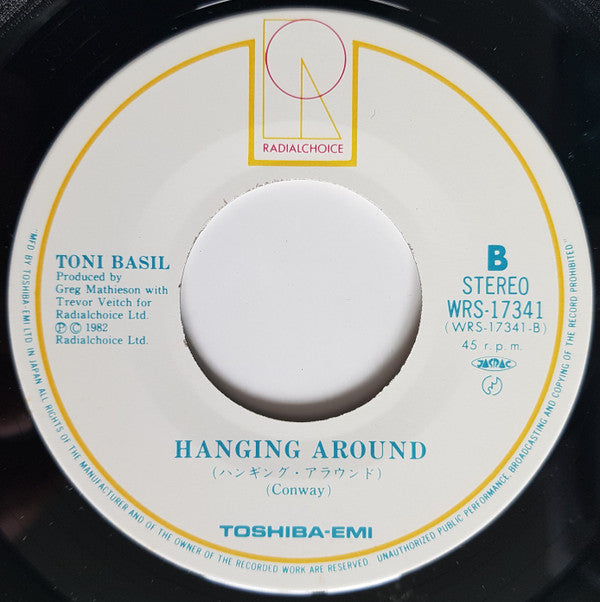 RADIALCHOICE
TONI BASIL
Produced by
Greg Mathieson with
Trevor Veitch for
Radialchoice Ltd.
Ⓟ Ⓒ 1982
Radialchoice Ltd.
B
STEREO
WRS-17341
(WRS-17341-B)
45 r.p.m.
JASRAC
HANGING AROUND
(ハンギング・アラウンド)
(Conway)
TOSHIBA-EMI
"MFD BY TOSHIBA EMI LTD. IN JAPAN ALL RIGHTS OF THE MANUFACTURER AND OF THE OWNER OF THE RECORDED WORK ARE RESERVED. UNAUTHORIZED PUBLIC PERFORMANCE, BROADCASTING AND COPYING OF THE RECORD PROHIBITED"